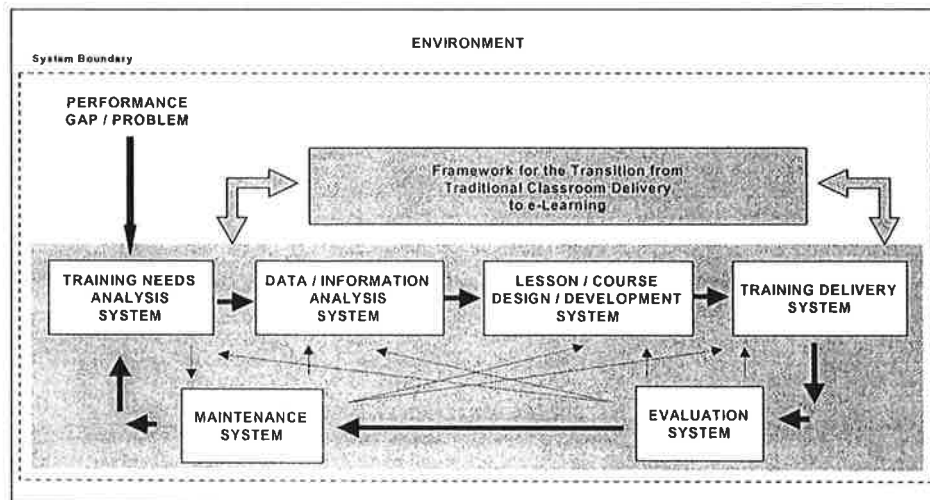 ENVIRONMENT
System Boundary
PERFORMANCE
GAP / PROBLEM
Framework for the Transition from
Traditional Classroom Delivery
to e-Learning
TRAINING NEEDS
ANALYSIS
SYSTEM
DATA / INFORMATION
ANALYSIS
SYSTEM
LESSON / COURSE
DESIGN / DEVELOPMENT
SYSTEM
TRAINING DELIVERY
SYSTEM
MAINTENANCE
SYSTEM
EVALUATION
SYSTEM